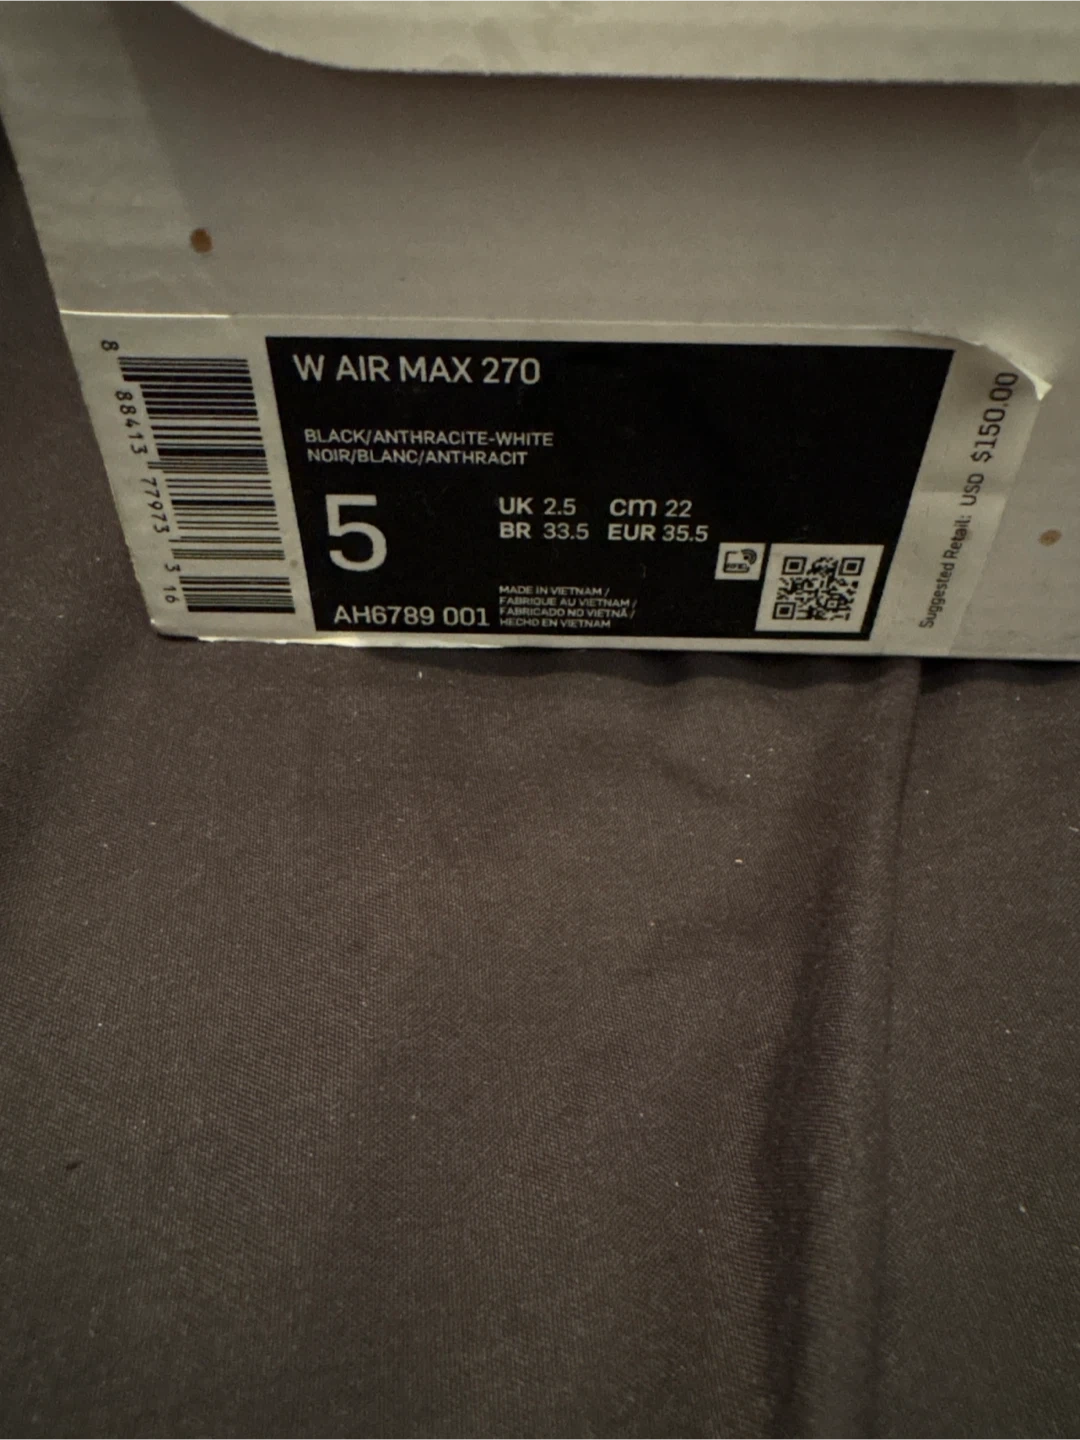 W AIR MAX 270
BLACK/ANTHRACITE-WHITE
NOIR/BLANC/ANTHRACIT
5
UK 2.5 cm 22
BR 33.5 EUR 35.5
AH6789 001
MADE IN VIETNAM /
FABRIQUE AU VIETNAM /
FABRICADO NO VIETNÃ /
HECHO EN VIETNAM
8 88413 77973 3 16
Suggested Retail: USD $150.00